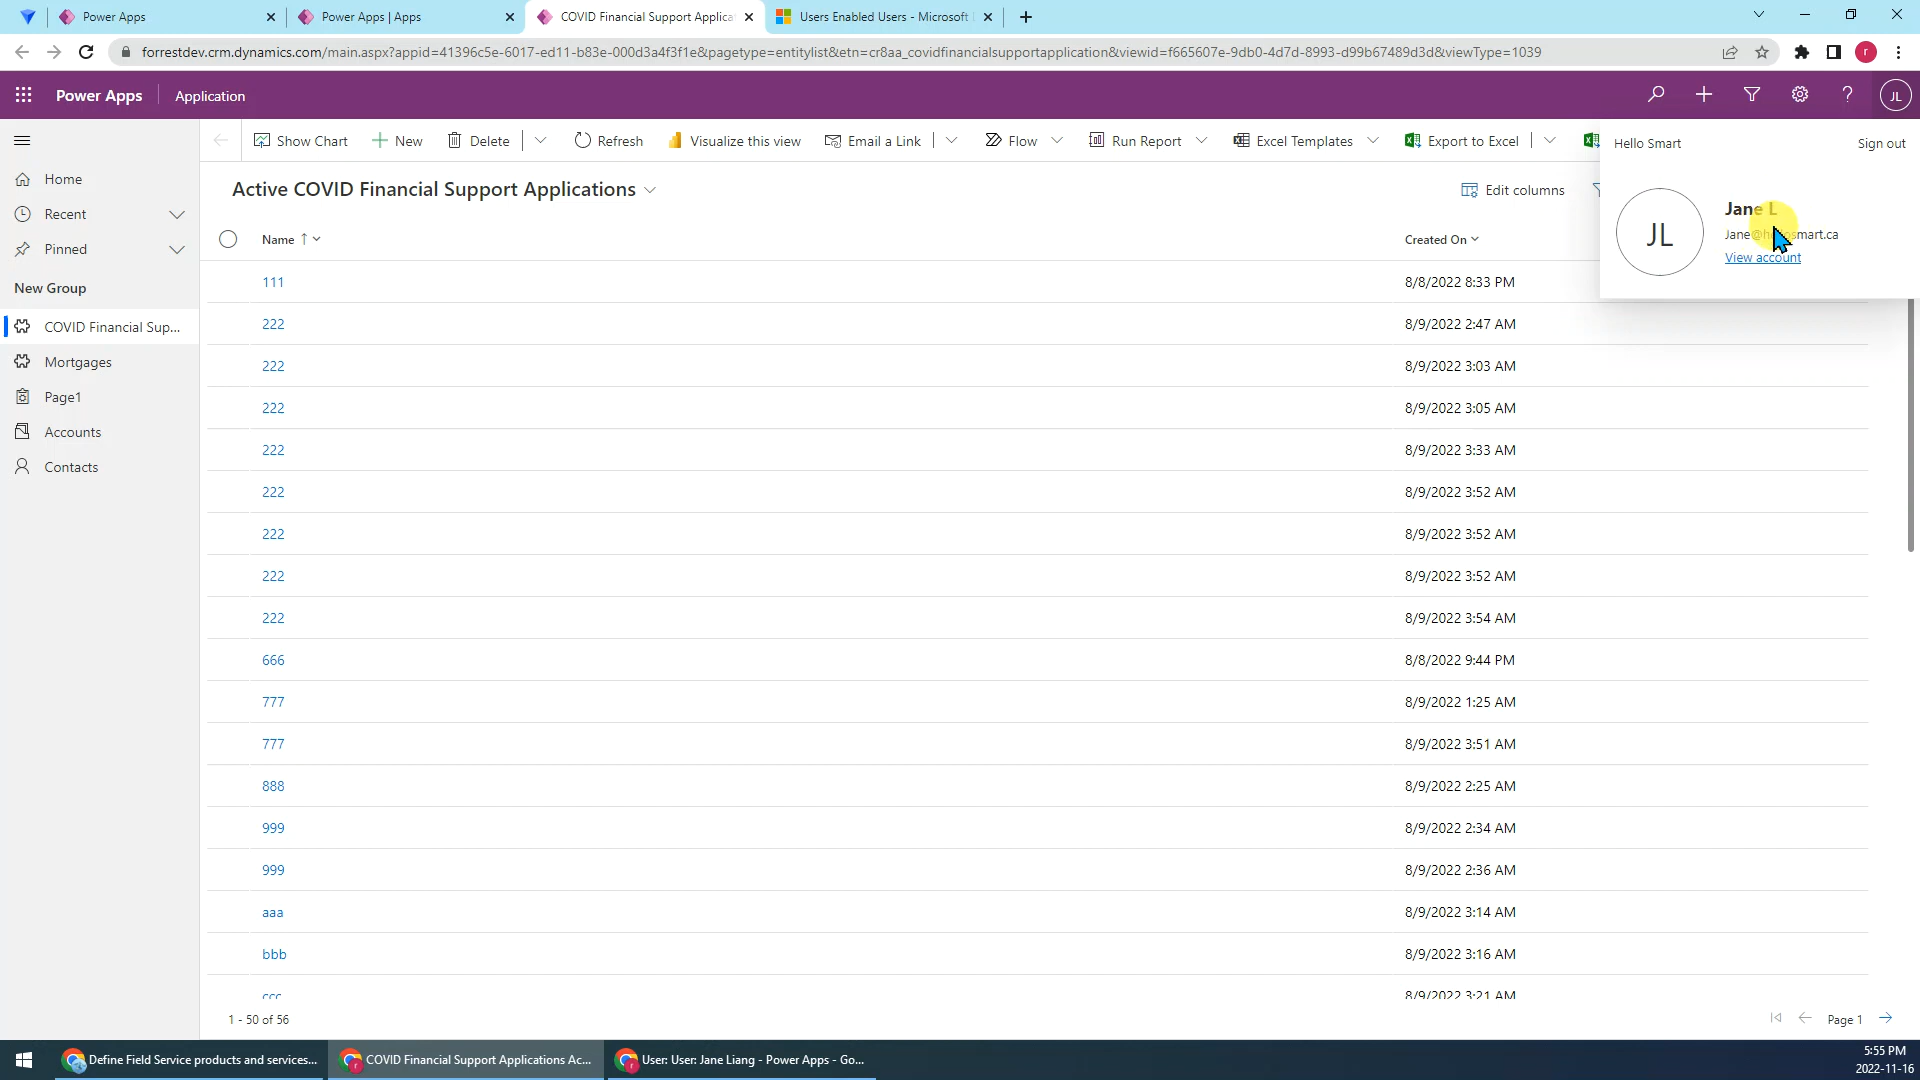 Power Apps
Power Apps | Apps
COVID Financial Support Applica
Users Enabled Users - Microsoft
forrestdev.crm.dynamics.com/main.aspx?appid=41396c5e-6017-ed11-b83e-000d3a4f3f1e&pagetype=entitylist&etn=cr8aa_covidfinancialsupportapplication&viewid=f665607e-9db0-4d7d-8993-d99b67489d3d&viewType=1039
r
Power Apps
Application
JL
Show Chart
New
Delete
Refresh
Visualize this view
Email a Link
Flow
Run Report
Excel Templates
Export to Excel
Hello Smart
Sign out
Home
Recent
Pinned
New Group
COVID Financial Sup...
Mortgages
Page1
Accounts
Contacts
Active COVID Financial Support Applications
Edit columns
JL
Jane L
View account
Name
Created On
111 8/8/2022 8:33 PM
222 8/9/2022 2:47 AM
222 8/9/2022 3:03 AM
222 8/9/2022 3:05 AM
222 8/9/2022 3:33 AM
222 8/9/2022 3:52 AM
222 8/9/2022 3:52 AM
222 8/9/2022 3:52 AM
222 8/9/2022 3:54 AM
666 8/8/2022 9:44 PM
777 8/9/2022 1:25 AM
777 8/9/2022 3:51 AM
888 8/9/2022 2:25 AM
999 8/9/2022 2:34 AM
999 8/9/2022 2:36 AM
aaa 8/9/2022 3:14 AM
bbb 8/9/2022 3:16 AM
ccc 8/9/2022 3:21 AM
1 - 50 of 56
Page 1
Define Field Service products and services...
COVID Financial Support Applications Ac...
User: User: Jane Liang - Power Apps - Go...
5:55 PM
2022-11-16